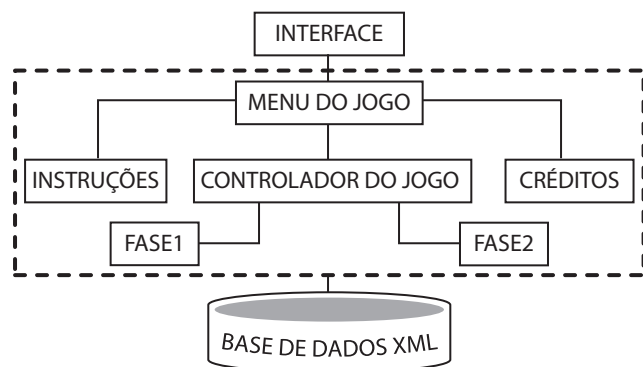 INTERFACE
MENU DO JOGO
INSTRUÇÕES
CONTROLADOR DO JOGO
CRÉDITOS
FASE1
FASE2
BASE DE DADOS XML